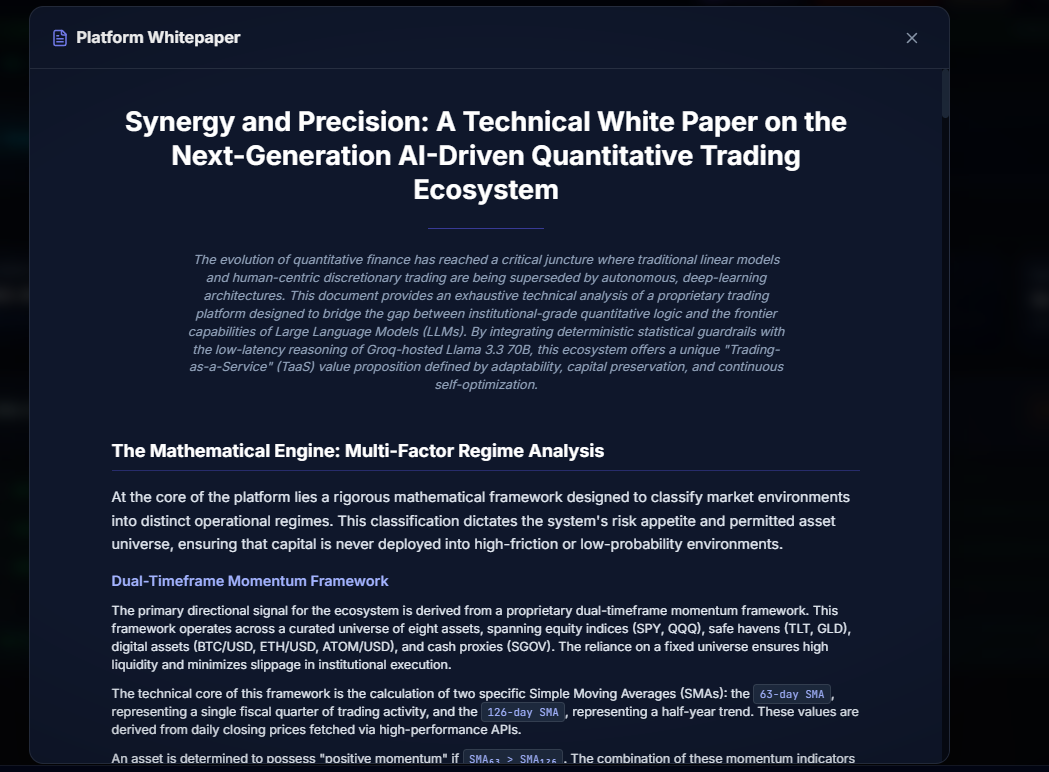 Platform Whitepaper
Synergy and Precision: A Technical White Paper on the
Next-Generation AI-Driven Quantitative Trading
Ecosystem
The evolution of quantitative finance has reached a critical juncture where traditional linear models
and human-centric discretionary trading are being superseded by autonomous, deep-learning
architectures. This document provides an exhaustive technical analysis of a proprietary trading
platform designed to bridge the gap between institutional-grade quantitative logic and the frontier
capabilities of Large Language Models (LLMs). By integrating deterministic statistical guardrails with
the low-latency reasoning of Groq-hosted Llama 3.3 70B, this ecosystem offers a unique "Trading-
as-a-Service" (TaaS) value proposition defined by adaptability, capital preservation, and continuous
self-optimization.
The Mathematical Engine: Multi-Factor Regime Analysis
At the core of the platform lies a rigorous mathematical framework designed to classify market environments
into distinct operational regimes. This classification dictates the system's risk appetite and permitted asset
universe, ensuring that capital is never deployed into high-friction or low-probability environments.
Dual-Timeframe Momentum Framework
The primary directional signal for the ecosystem is derived from a proprietary dual-timeframe momentum framework. This
framework operates across a curated universe of eight assets, spanning equity indices (SPY, QQQ), safe havens (TLT, GLD),
digital assets (BTC/USD, ETH/USD, ATOM/USD), and cash proxies (SGOV). The reliance on a fixed universe ensures high
liquidity and minimizes slippage in institutional execution.
The technical core of this framework is the calculation of two specific Simple Moving Averages (SMAs): the 63-day SMA,
representing a single fiscal quarter of trading activity, and the 126-day SMA, representing a half-year trend. These values are
derived from daily closing prices fetched via high-performance APIs.
An asset is determined to possess "positive momentum" if SMA₆₃ > SMA₁₂₆. The combination of these momentum indicators